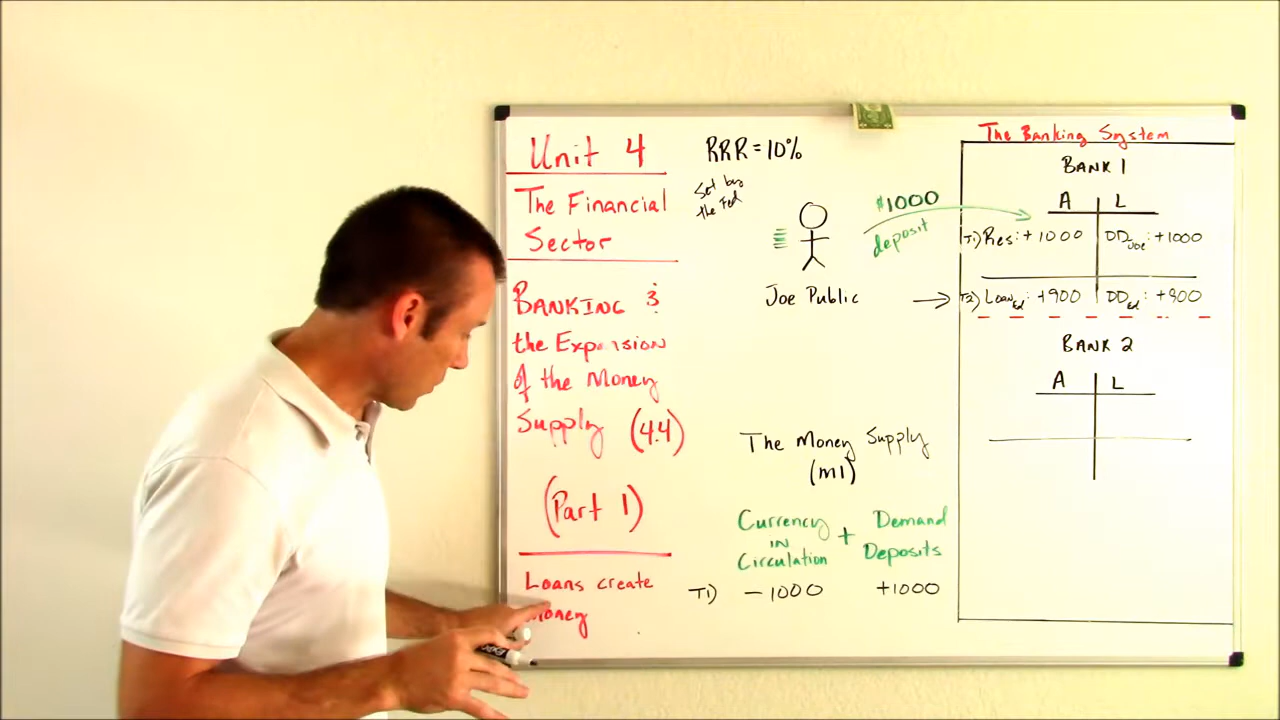 Unit 4
The Financial
Sector
BANKING &
the Expansion
of the Money
Supply (4.4)
(Part 1)
Loans create
money
RRR = 10%
Set by
the Fed
$1000
deposit
Joe Public
The Money Supply
(M1)
Currency
IN
Circulation
+
Demand
Deposits
T1) -1000 +1000
The Banking System
BANK 1
A L
T1) Res: +1000 DD Joe: +1000
T2) Loan Ed: +900 DD Ed: +900
BANK 2
A L